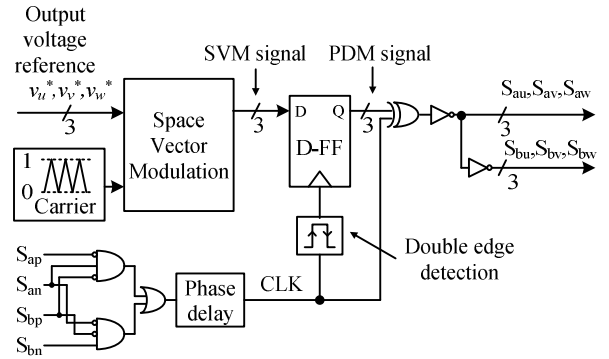 Output
voltage
reference
v_u^*,v_v^*,v_w^*
3
1
0
Carrier
Space
Vector
Modulation
SVM signal
3
D
Q
D-FF
PDM signal
3
S_au,S_av,S_aw
3
S_bu,S_bv,S_bw
3
Double edge
detection
S_ap
S_an
S_bp
S_bn
Phase
delay
CLK